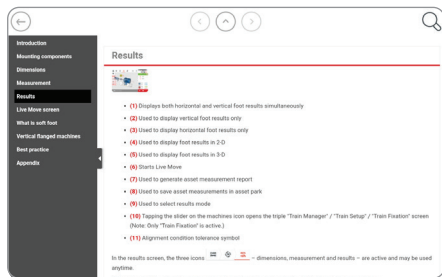 Introduction
Mounting components
Dimensions
Measurement
Results
Live Move screen
What is soft foot
Vertical flanged machines
Best practice
Appendix
Results
(1) Displays both horizontal and vertical foot results simultaneously
(2) Used to display vertical foot results only
(3) Used to display horizontal foot results only
(4) Used to display foot results in 2-D
(5) Used to display foot results in 3-D
(6) Starts Live Move
(7) Used to generate asset measurement report
(8) Used to save asset measurements in asset park
(9) Used to select results mode
(10) Tapping the slider on the machines icon opens the triple "Train Manager" / "Train Setup" / "Train Fixation" screen
(Note: Only "Train Fixation" is active.)
(11) Alignment condition tolerance symbol
In the results screen, the three icons – dimensions, measurement and results – are active and may be used
anytime.